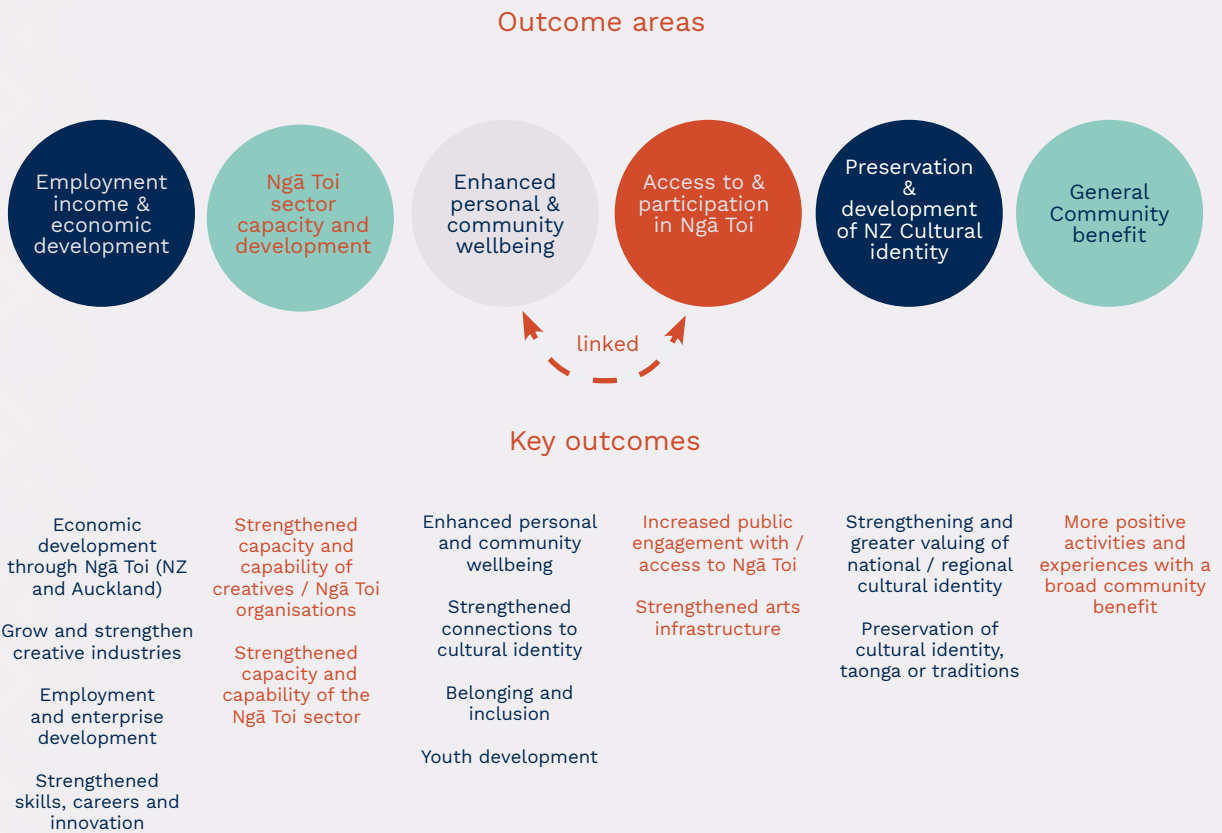 Outcome areas
Employment
income &
economic
development
Ngā Toi
sector
capacity and
development
Enhanced
personal &
community
wellbeing
Access to &
participation
in Ngā Toi
Preservation
&
development
of NZ Cultural
identity
General
Community
benefit
linked
Key outcomes
Economic
development
through Ngā Toi (NZ
and Auckland)
Grow and strengthen
creative industries
Employment
and enterprise
development
Strengthened
skills, careers and
innovation
Strengthened
capacity and
capability of
creatives / Ngā Toi
organisations
Strengthened
capacity and
capability of the
Ngā Toi sector
Enhanced personal
and community
wellbeing
Strengthened
connections to
cultural identity
Belonging and
inclusion
Youth development
Increased public
engagement with /
access to Ngā Toi
Strengthened arts
infrastructure
Strengthening and
greater valuing of
national / regional
cultural identity
Preservation of
cultural identity,
taonga or traditions
More positive
activities and
experiences with a
broad community
benefit